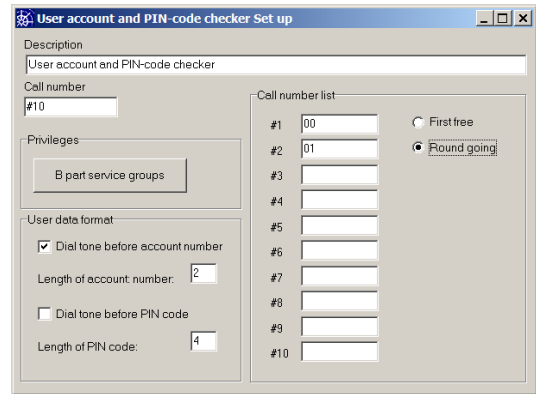 User account and PIN-code checker Set up
Description
User account and PIN-code checker
Call number
#10
Privileges
B part service groups
User data format
Dial tone before account number
Length of account number: 2
Dial tone before PIN code
Length of PIN code: 4
Call number list
#1 00 First free
#2 01 Round going
#3
#4
#5
#6
#7
#8
#9
#10